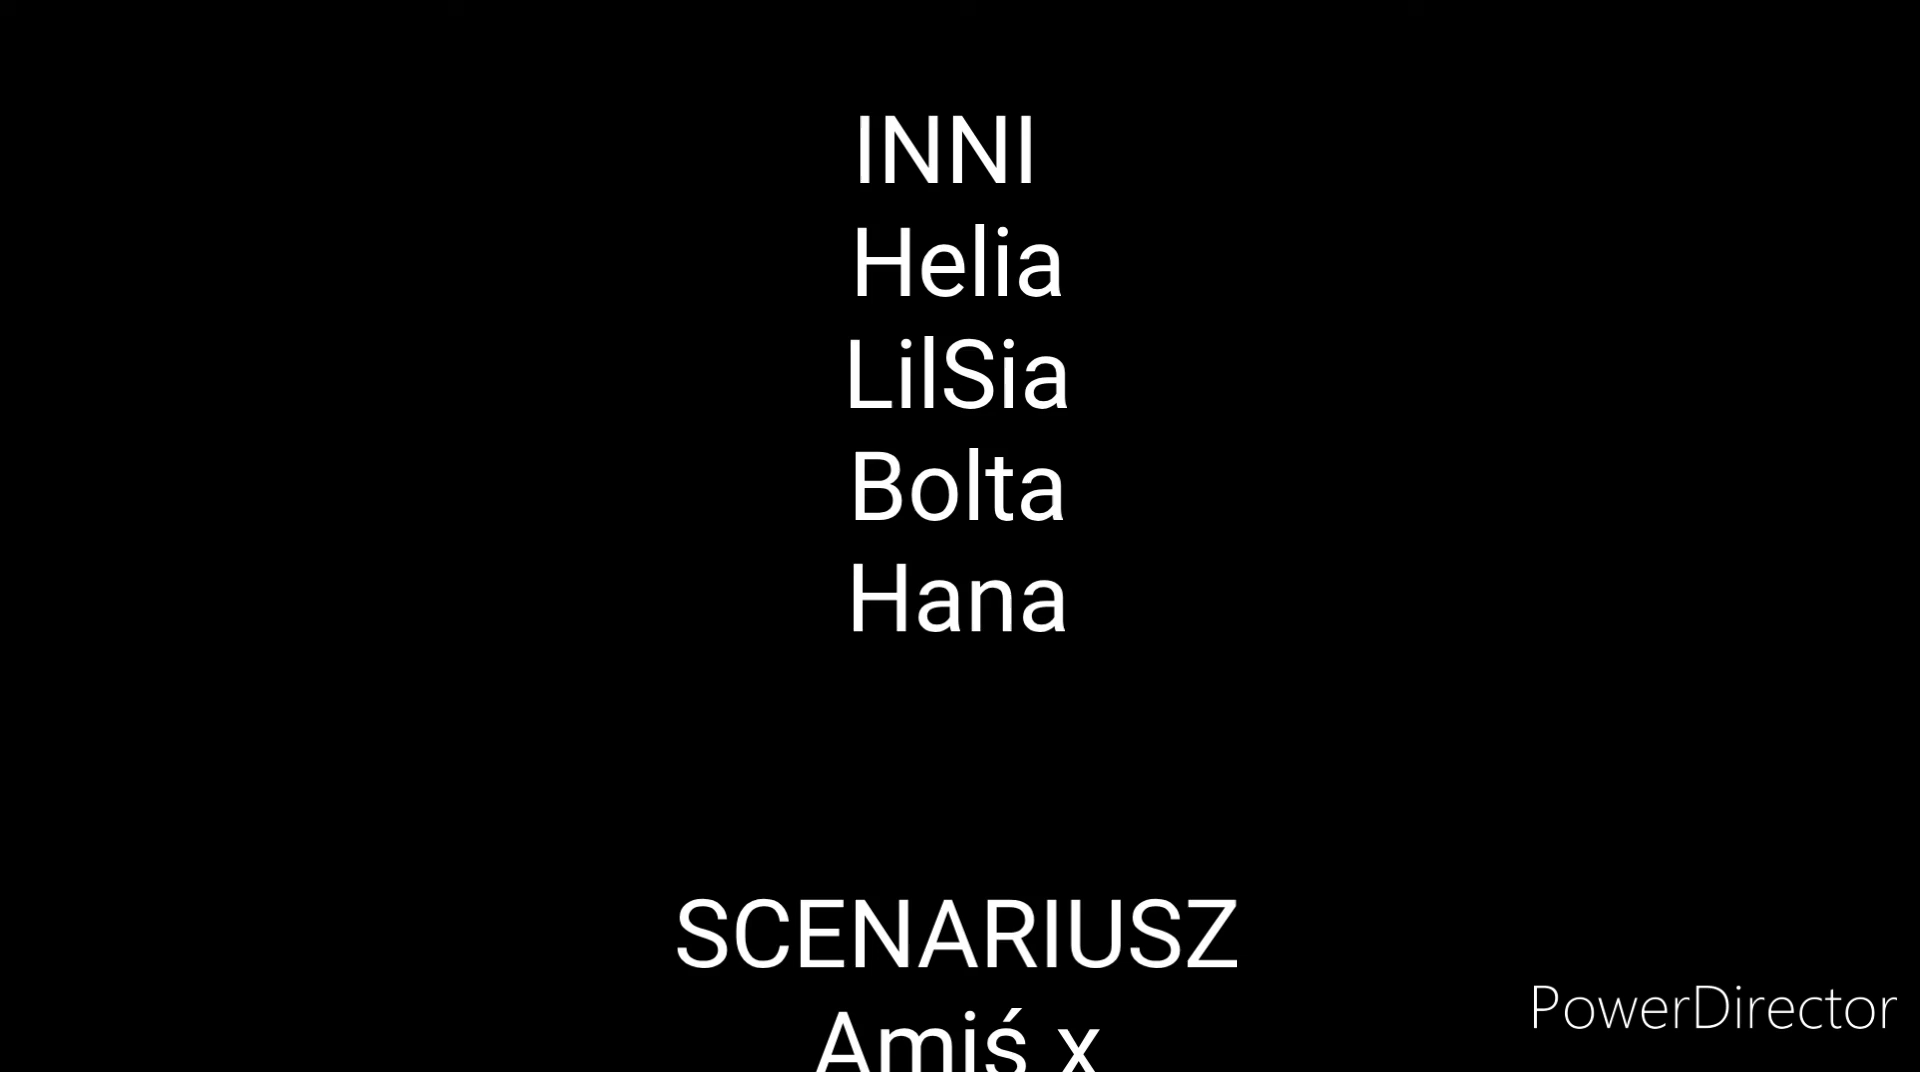 INNI
Helia
LilSia
Bolta
Hana
SCENARIUSZ
Amiś x
PowerDirector